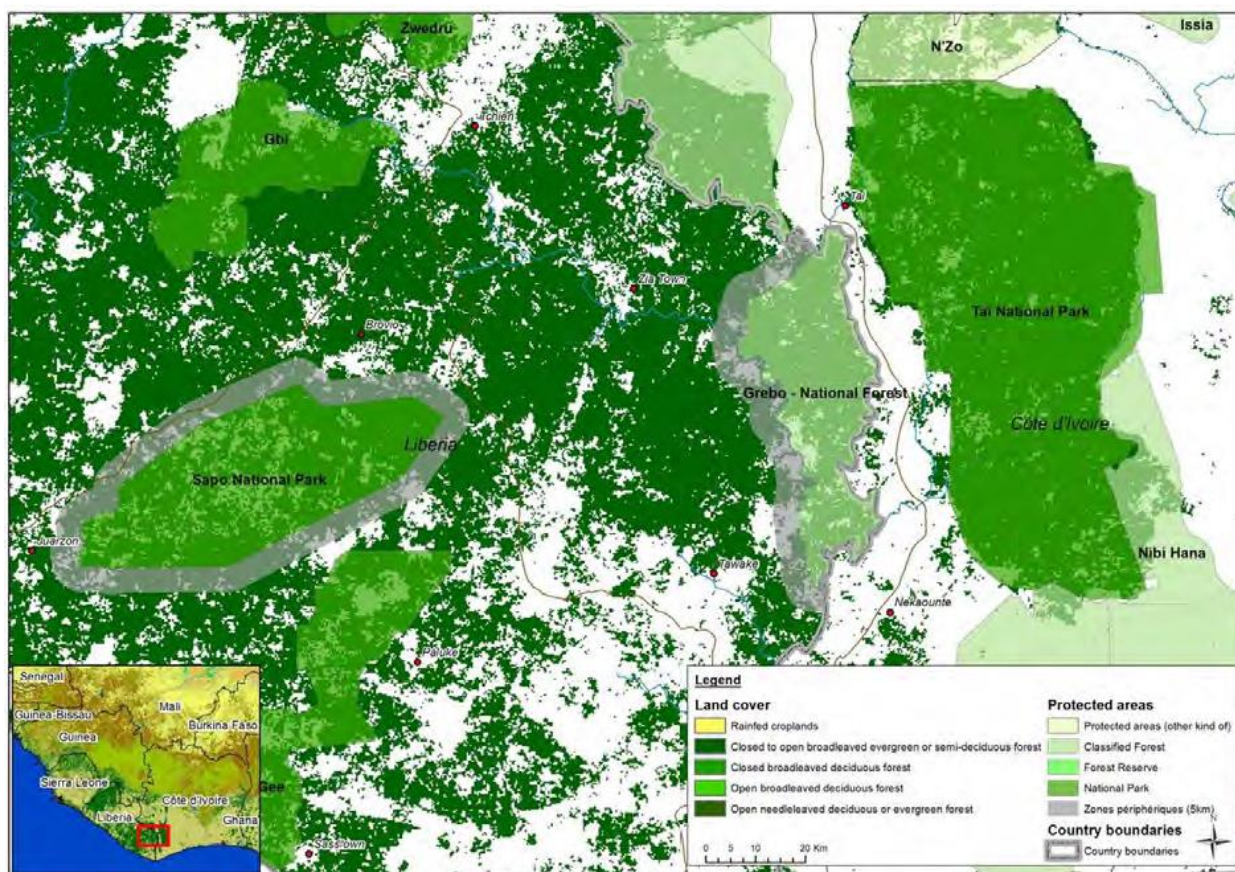 Zwedru
Issia
N'Zo
Tchien
Gbi
Taï
Zia Town
Taï National Park
Brovio
Grebo - National Forest
Côte d'Ivoire
Liberia
Sapo National Park
Juarzon
Nibi Hana
Tawake
Nekaounte
Paluke
Gee
Sasstown
Senegal
Mali
Guinea-Bissau
Burkina Faso
Guinea
Sierra Leone
Côte d'Ivoire
Liberia
Ghana
Legend
Land cover
Rainfed croplands
Closed to open broadleaved evergreen or semi-deciduous forest
Closed broadleaved deciduous forest
Open broadleaved deciduous forest
Open needleleaved deciduous or evergreen forest
Protected areas
Protected areas (other kind of)
Classified Forest
Forest Reserve
National Park
Zones périphériques (5km)
Country boundaries
Country boundaries
N
0 5 10 20 Km